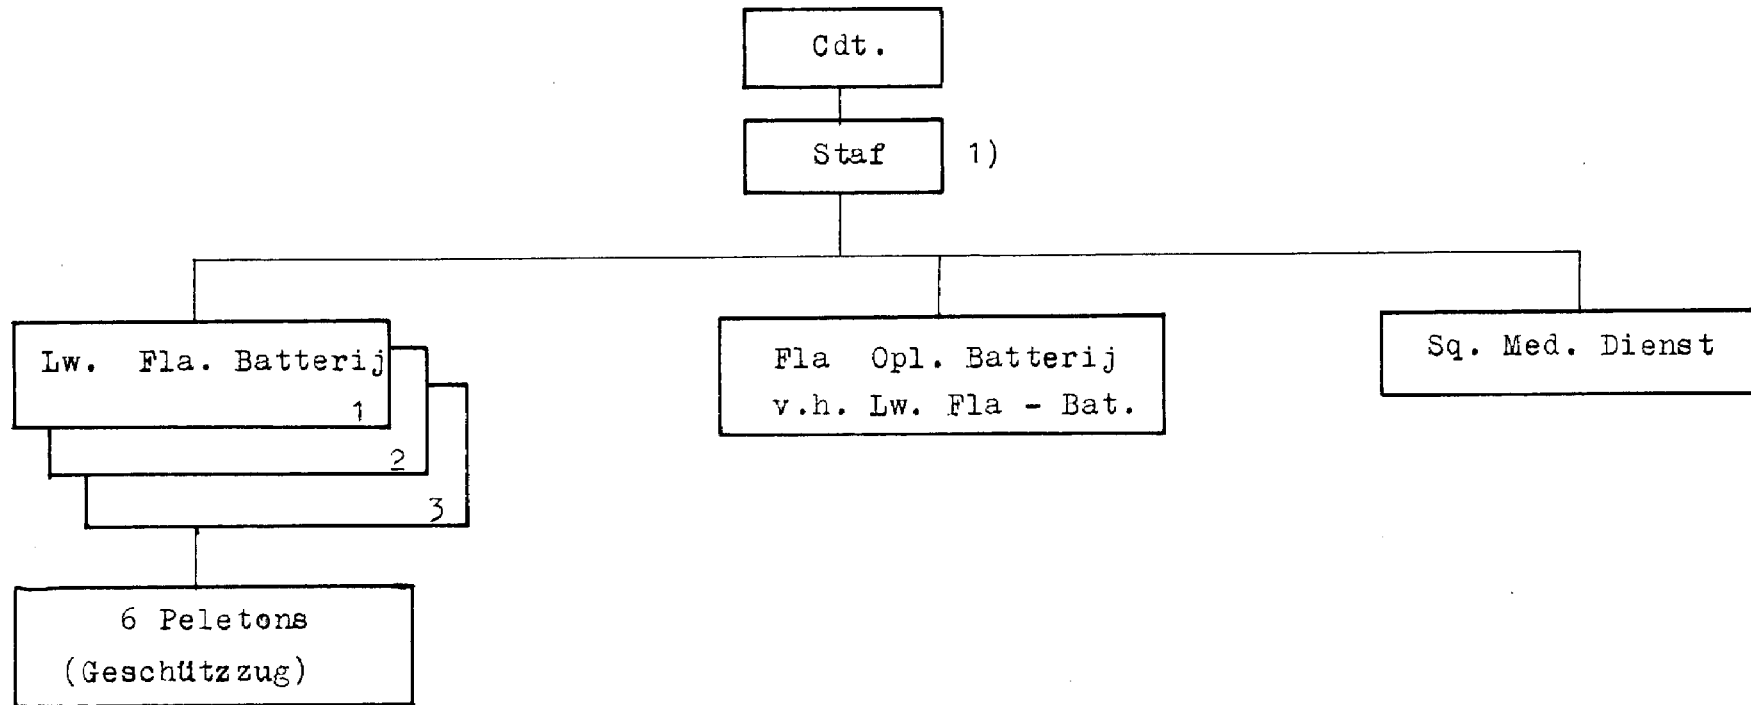 Cdt.
Staf 1)
Lw. Fla. Batterij
1
2
3
Fla Opl. Batterij
v.h. Lw. Fla - Bat.
Sq. Med. Dienst
6 Peletons
(Geschützzug)